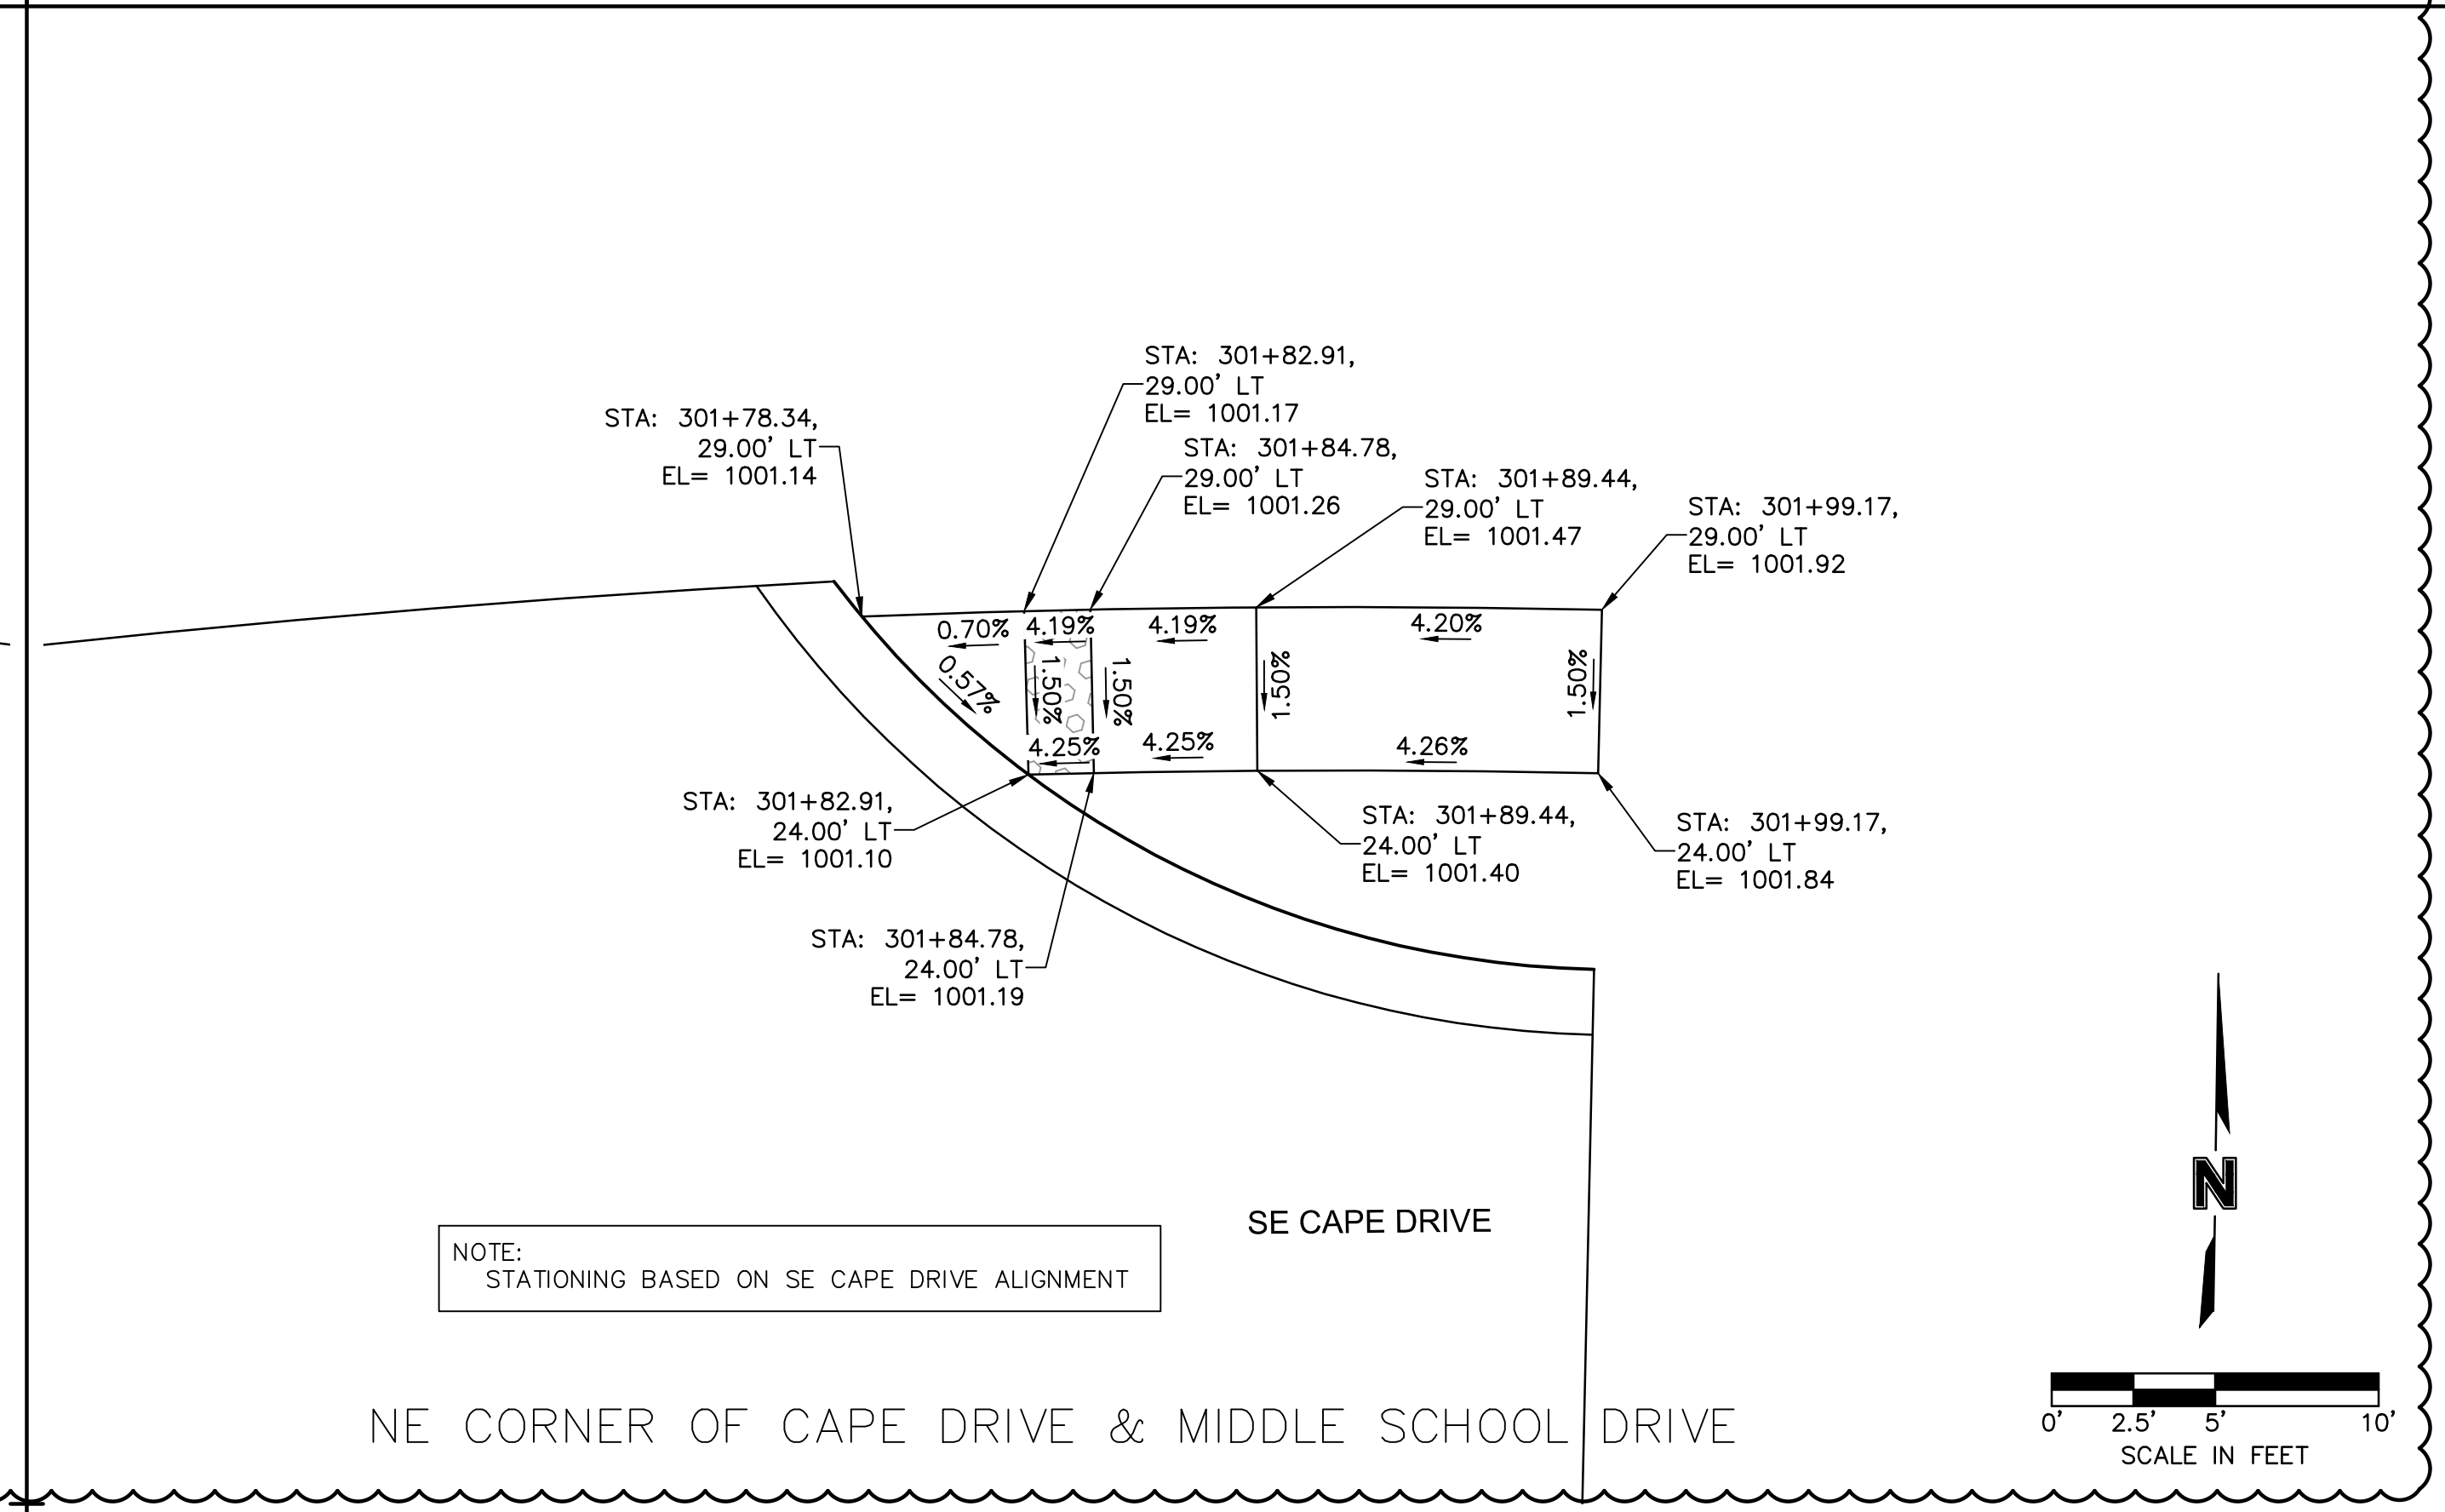 STA: 301+82.91,
29.00' LT
EL= 1001.17
STA: 301+78.34,
29.00' LT
EL= 1001.14
STA: 301+84.78,
29.00' LT
EL= 1001.26
STA: 301+89.44,
29.00' LT
EL= 1001.47
STA: 301+99.17,
29.00' LT
EL= 1001.92
0.70%
4.19%
4.19%
4.20%
0.57%
1.50%
1.50%
1.50%
1.50%
4.25%
4.25%
4.26%
STA: 301+82.91,
24.00' LT
EL= 1001.10
STA: 301+89.44,
24.00' LT
EL= 1001.40
STA: 301+99.17,
24.00' LT
EL= 1001.84
STA: 301+84.78,
24.00' LT
EL= 1001.19
N
SE CAPE DRIVE
NOTE:
STATIONING BASED ON SE CAPE DRIVE ALIGNMENT
NE CORNER OF CAPE DRIVE & MIDDLE SCHOOL DRIVE
0' 2.5' 5' 10'
SCALE IN FEET